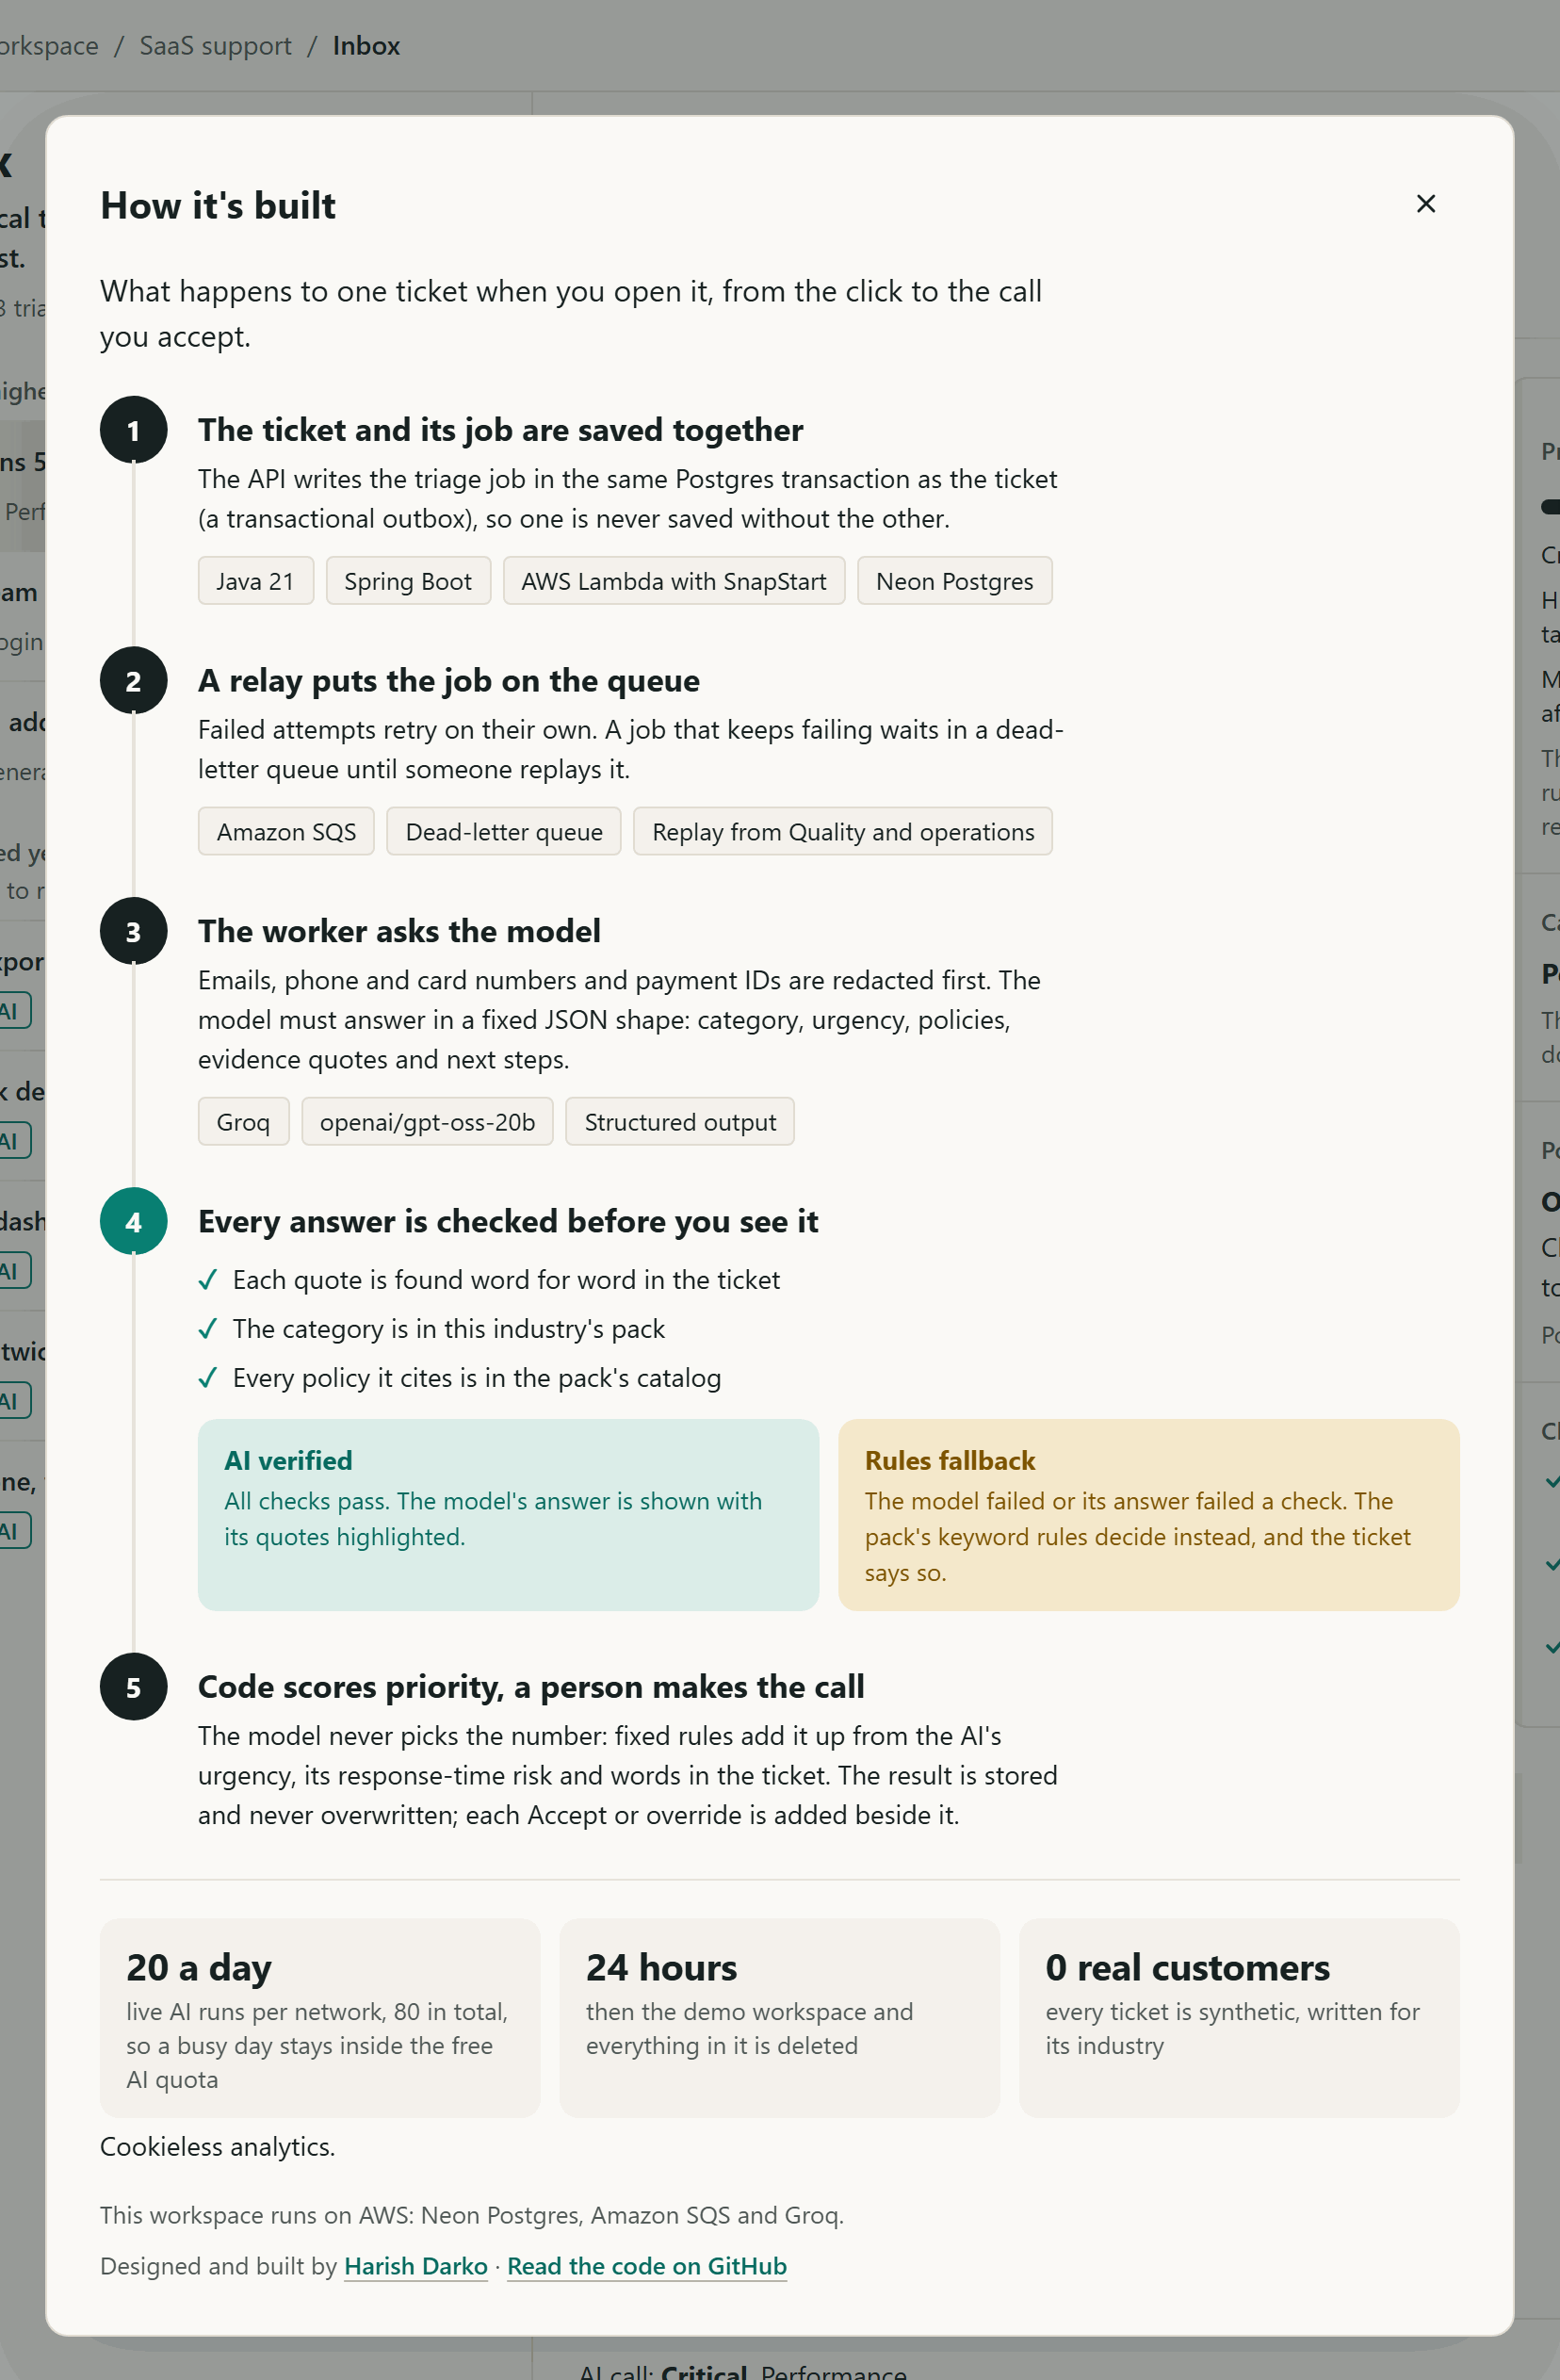 orkspace / SaaS support / Inbox
How it's built
What happens to one ticket when you open it, from the click to the call
you accept.
1
The ticket and its job are saved together
The API writes the triage job in the same Postgres transaction as the ticket
(a transactional outbox), so one is never saved without the other.
Java 21
Spring Boot
AWS Lambda with SnapStart
Neon Postgres
2
A relay puts the job on the queue
Failed attempts retry on their own. A job that keeps failing waits in a dead-
letter queue until someone replays it.
Amazon SQS
Dead-letter queue
Replay from Quality and operations
3
The worker asks the model
Emails, phone and card numbers and payment IDs are redacted first. The
model must answer in a fixed JSON shape: category, urgency, policies,
evidence quotes and next steps.
Groq
openai/gpt-oss-20b
Structured output
4
Every answer is checked before you see it
✓ Each quote is found word for word in the ticket
✓ The category is in this industry's pack
✓ Every policy it cites is in the pack's catalog
AI verified
All checks pass. The model's answer is shown with
its quotes highlighted.
Rules fallback
The model failed or its answer failed a check. The
pack's keyword rules decide instead, and the ticket
says so.
5
Code scores priority, a person makes the call
The model never picks the number: fixed rules add it up from the AI's
urgency, its response-time risk and words in the ticket. The result is stored
and never overwritten; each Accept or override is added beside it.
20 a day
live AI runs per network, 80 in total,
so a busy day stays inside the free
AI quota
24 hours
then the demo workspace and
everything in it is deleted
0 real customers
every ticket is synthetic, written for
its industry
Cookieless analytics.
This workspace runs on AWS: Neon Postgres, Amazon SQS and Groq.
Designed and built by Harish Darko · Read the code on GitHub
AI call: Critical, Performance
AI
AI
AI
AI
AI